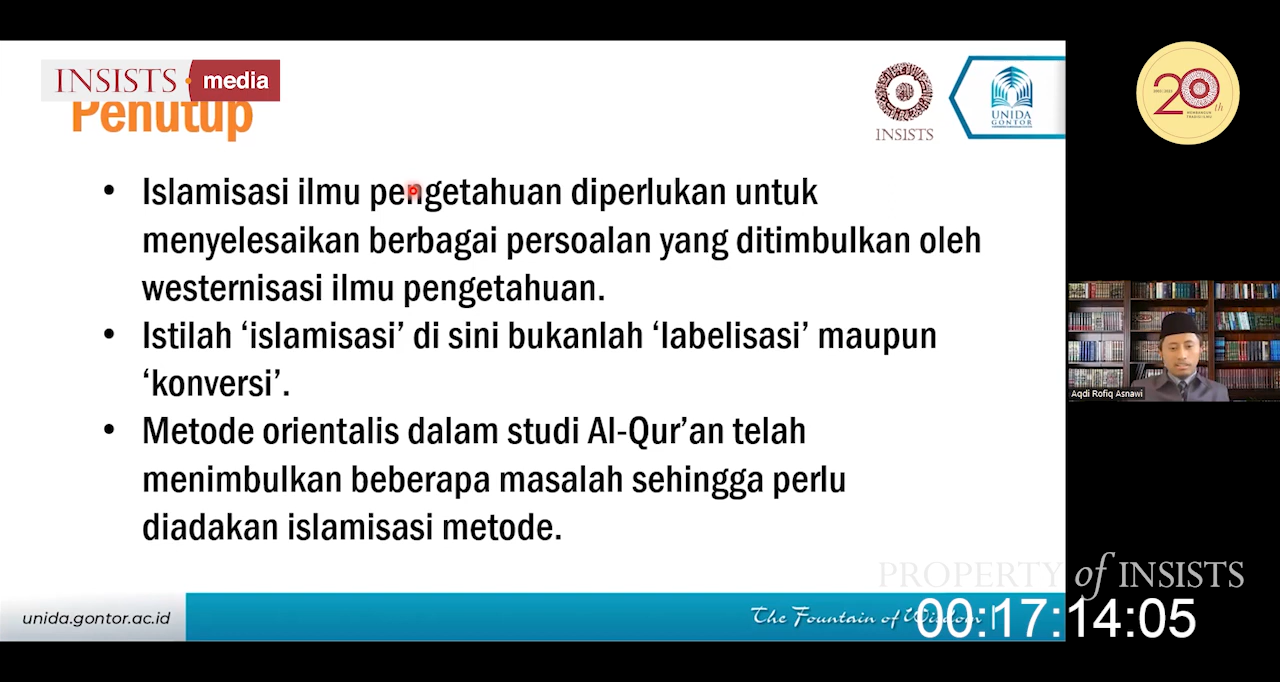 INSISTS media
Penutup
INSISTS
UNIDA
GONTOR
20th
• Islamisasi ilmu pengetahuan diperlukan untuk
menyelesaikan berbagai persoalan yang ditimbulkan oleh
westernisasi ilmu pengetahuan.
• Istilah ‘islamisasi’ di sini bukanlah ‘labelisasi’ maupun
‘konversi’.
• Metode orientalis dalam studi Al-Qur’an telah
menimbulkan beberapa masalah sehingga perlu
diadakan islamisasi metode.
Aqdi Rofiq Asnawi
PROPERTY of INSISTS
unida.gontor.ac.id
The Fountain of Wisdom
00:17:14:05